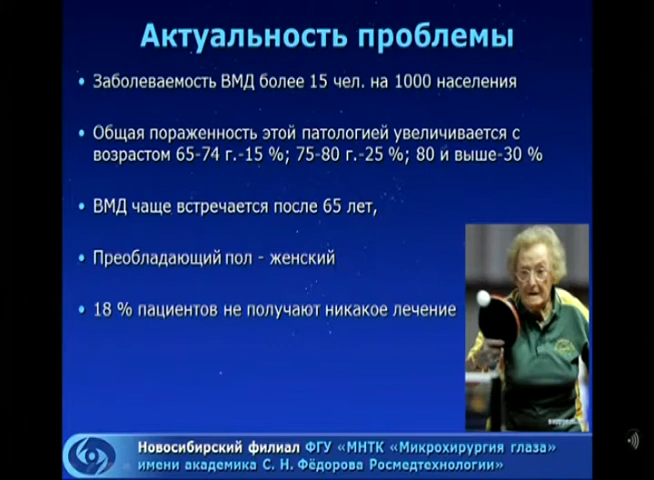 Актуальность проблемы
• Заболеваемость ВМД более 15 чел. на 1000 населения
• Общая пораженность этой патологией увеличивается с
возрастом 65-74 г.-15 %; 75-80 г.-25 %; 80 и выше-30 %
• ВМД чаще встречается после 65 лет,
• Преобладающий пол - женский
• 18 % пациентов не получают никакое лечение
Новосибирский филиал ФГУ «МНТК «Микрохирургия глаза»
имени академика С. Н. Фёдорова Росмедтехнологии»